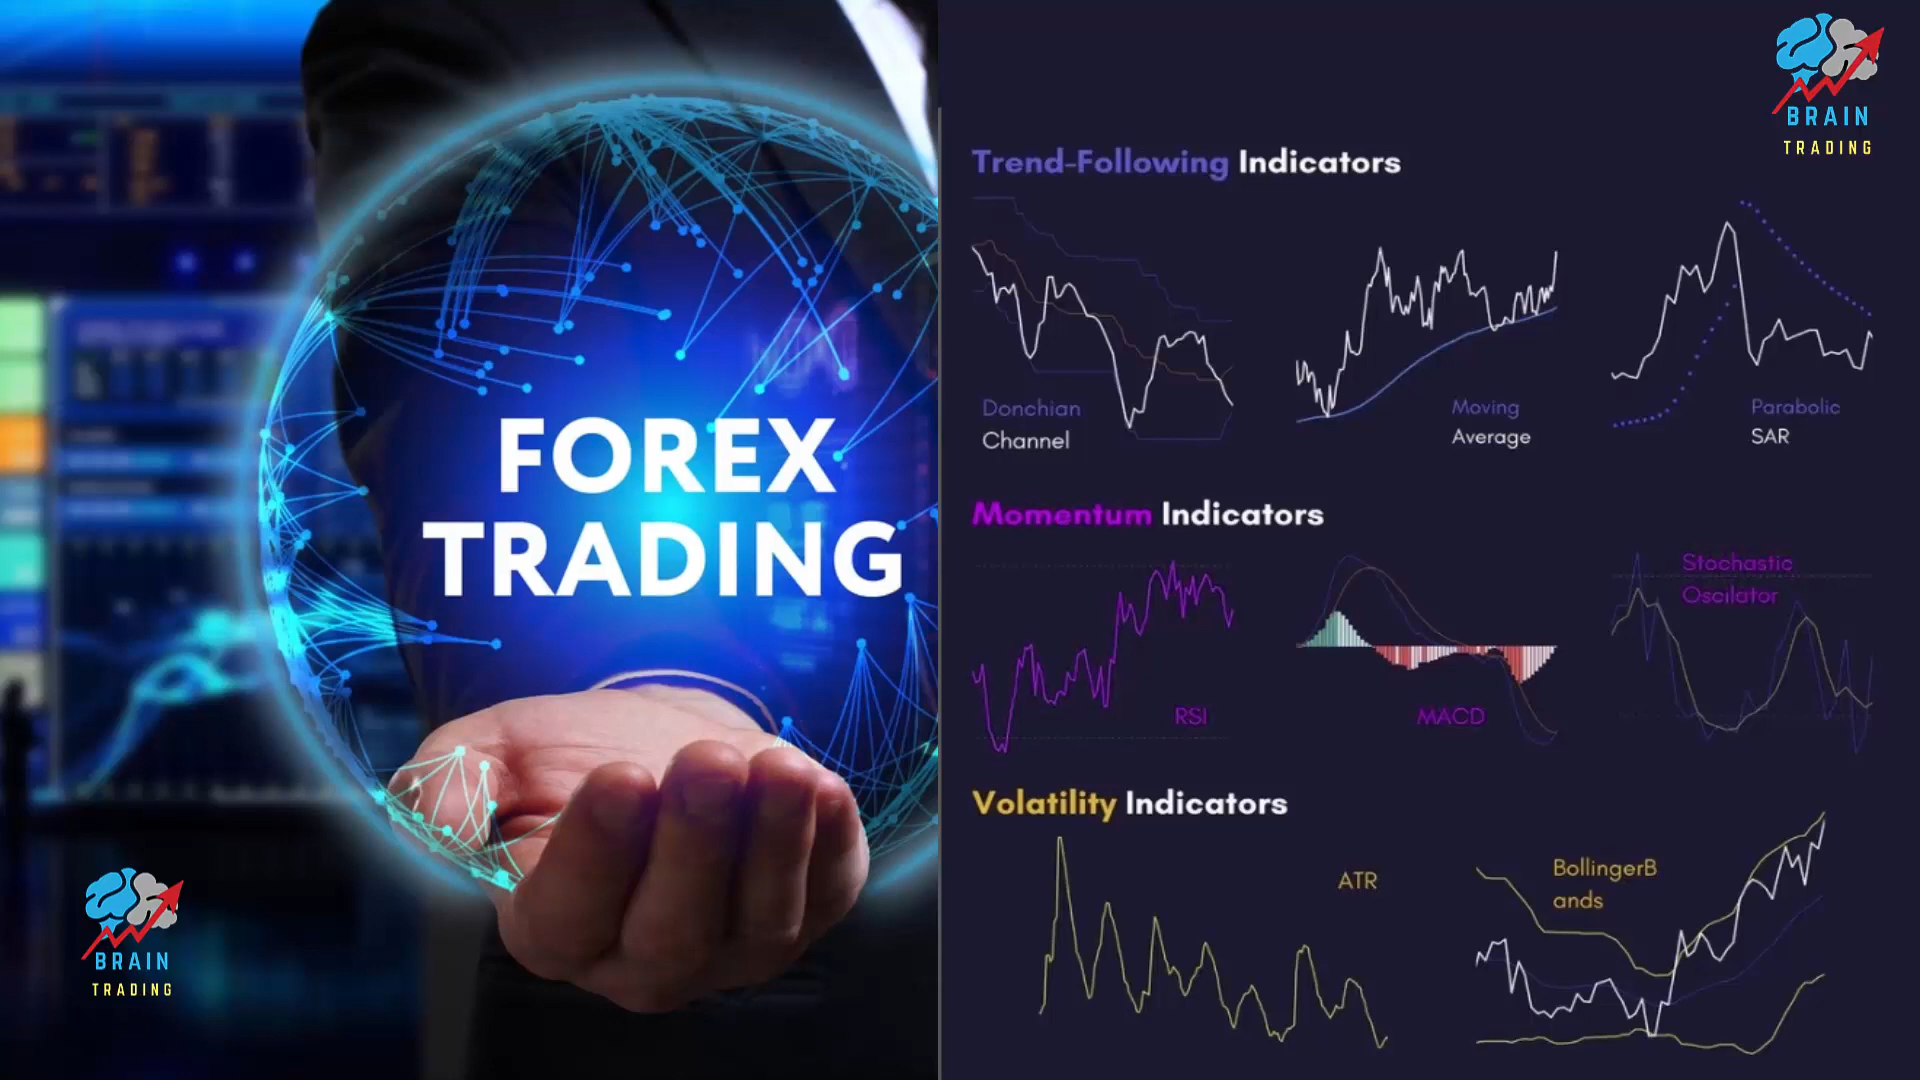 FOREX
TRADING
BRAIN
TRADING
BRAIN
TRADING
Trend-Following Indicators
Donchian
Channel
Moving
Average
Parabolic
SAR
Momentum Indicators
RSI
MACD
Stochastic
Oscilator
Volatility Indicators
ATR
BollingerB
ands